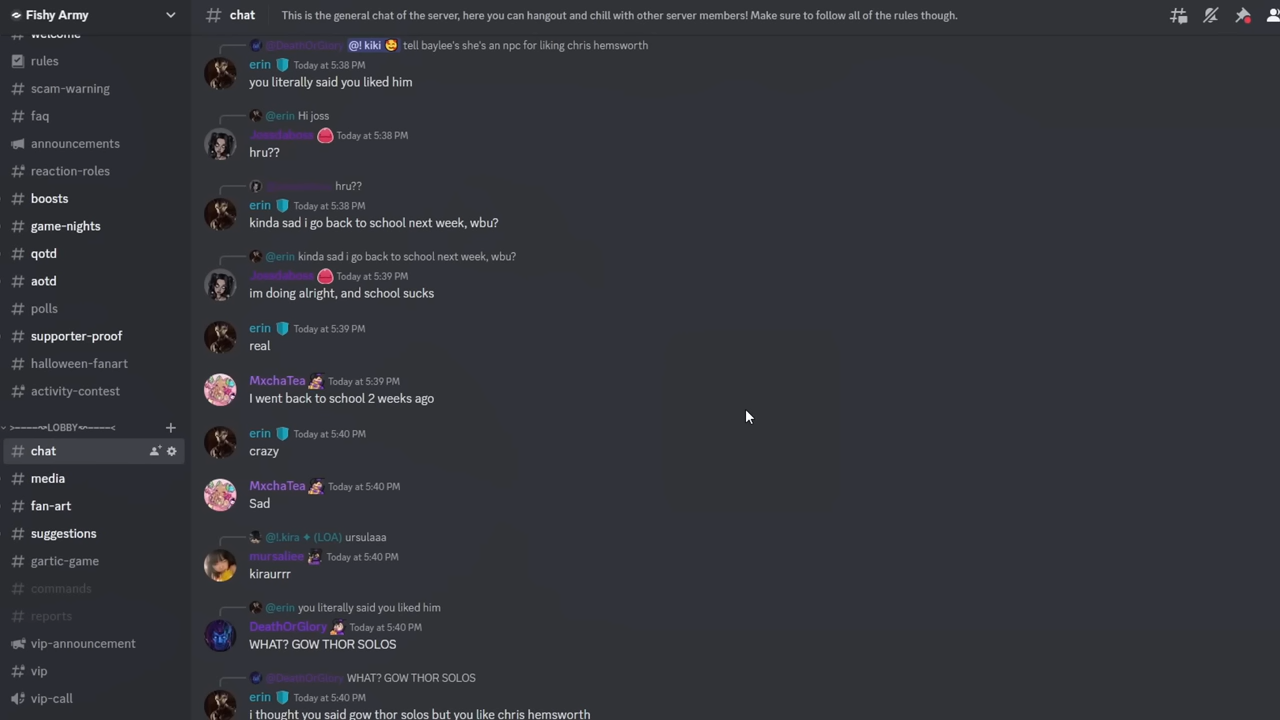 Fishy Army
# chat
This is the general chat of the server, here you can hangout and chill with other server members! Make sure to follow all of the rules though.
welcome
rules
scam-warning
faq
announcements
reaction-roles
boosts
game-nights
qotd
aotd
polls
supporter-proof
halloween-fanart
activity-contest
>----~LOBBY~----<
chat
media
fan-art
suggestions
gartic-game
commands
reports
vip-announcement
vip
vip-call
@DeathOrGlory @! kiki 🤩 tell baylee's she's an npc for liking chris hemsworth
erin Today at 5:38 PM
you literally said you liked him
@erin Hi joss
Today at 5:38 PM
hru??
hru??
erin Today at 5:38 PM
kinda sad i go back to school next week, wbu?
@erin kinda sad i go back to school next week, wbu?
Today at 5:39 PM
im doing alright, and school sucks
erin Today at 5:39 PM
real
MxchaTea Today at 5:39 PM
I went back to school 2 weeks ago
erin Today at 5:40 PM
crazy
MxchaTea Today at 5:40 PM
Sad
@!.kira ✦ (LOA) ursulaaa
mursaliee Today at 5:40 PM
kiraurrr
@erin you literally said you liked him
DeathOrGlory Today at 5:40 PM
WHAT? GOW THOR SOLOS
@DeathOrGlory WHAT? GOW THOR SOLOS
erin Today at 5:40 PM
i thought you said gow thor solos but you like chris hemsworth